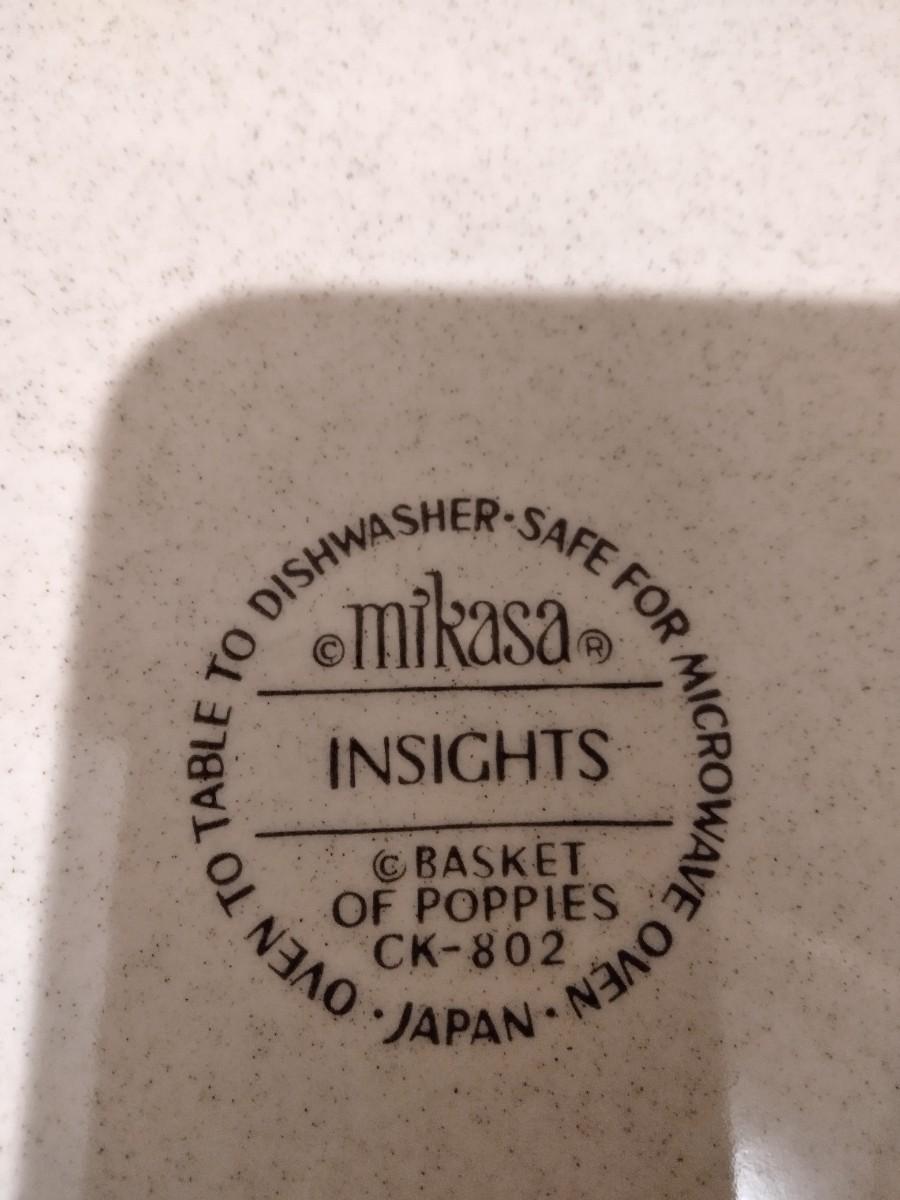 OVEN TO TABLE TO DISHWASHER · SAFE FOR MICROWAVE OVEN · JAPAN ·
© mikasa ®
INSIGHTS
© BASKET
OF POPPIES
CK-802